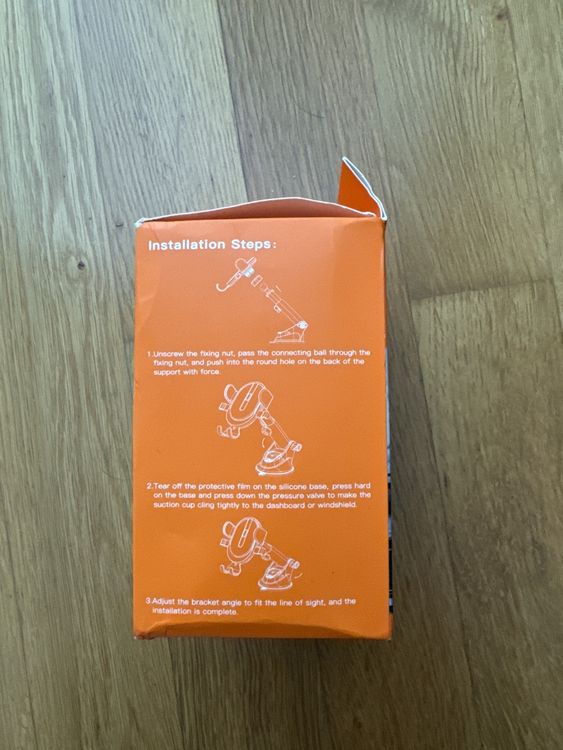 Installation Steps:
1.Unscrew the fixing nut, pass the connecting ball through the
fixing nut, and push into the round hole on the back of the
support with force.
2.Tear off the protective film on the silicone base, press hard
on the base and press down the pressure valve to make the
suction cup cling tightly to the dashboard or windshield.
3.Adjust the bracket angle to fit the line of sight, and the
installation is complete.